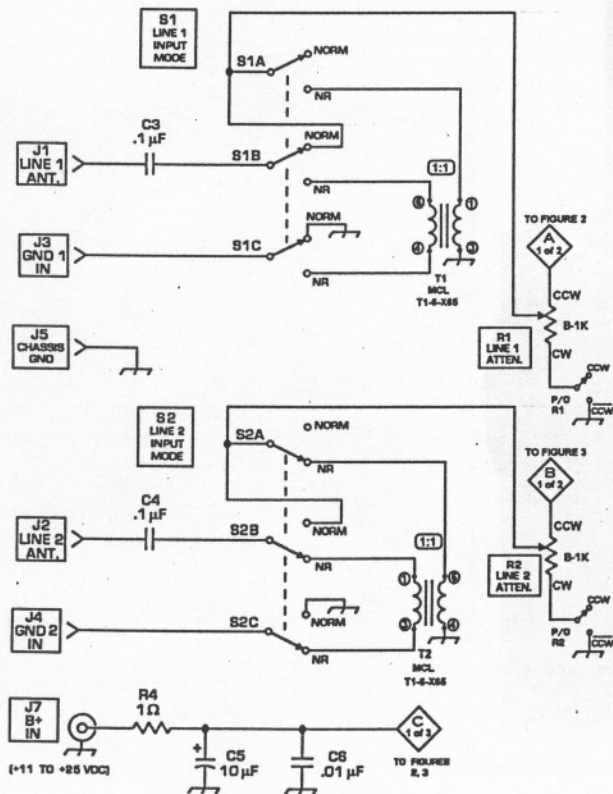 S1
LINE 1
INPUT
MODE
NORM
S1A
NR
C3
.1 µF
NORM
J1
LINE 1
ANT.
S1B
1:1
NR
6
1
NORM
TO FIGURE 2
J3
GND 1
IN
S1C
4
3
A
1 of 2
NR
T1
MCL
T1-6-X65
CCW
B-1K
J5
CHASSIS
GND
R1
LINE 1
ATTEN.
CW
CCW
P/O
R1
CCW
S2
LINE 2
INPUT
MODE
NORM
S2A
NR
TO FIGURE 3
B
1 of 2
C4
.1 µF
NORM
1:1
CCW
J2
LINE 2
ANT.
S2B
NR
1
6
R2
LINE 2
ATTEN.
B-1K
CW
J4
GND 2
IN
S2C
NORM
3
4
CCW
NR
T2
MCL
T1-6-X65
P/O
R2
CCW
J7
B+
IN
R4
1Ω
C
1 of 3
+
C5
10 µF
C6
.01 µF
TO FIGURES
2, 3
(+11 TO +25 VDC)